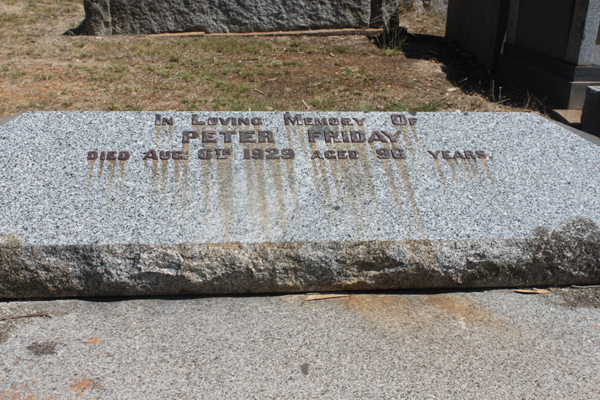 In Loving Memory Of
PETER FRIDAY
DIED AUG. 6TH 1929 AGED 96 YEARS.